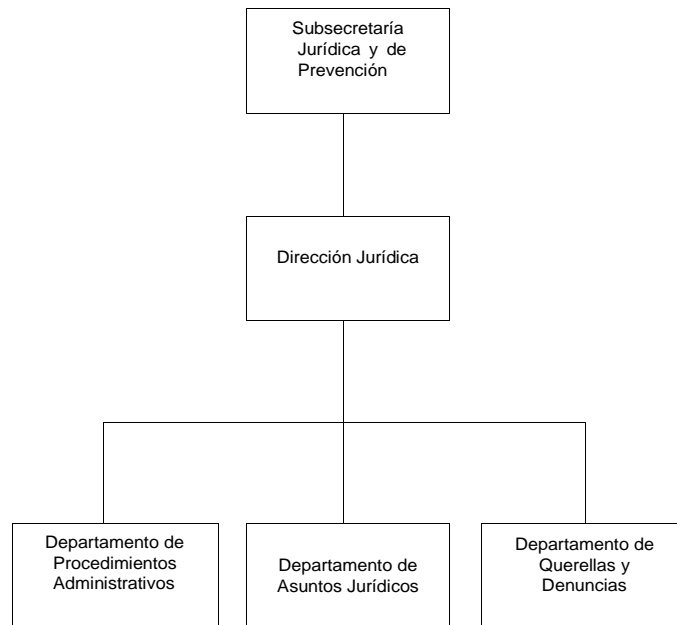 Subsecretaría
Jurídica y de
Prevención
Dirección Jurídica
Departamento de
Procedimientos
Administrativos
Departamento de
Asuntos Jurídicos
Departamento de
Querellas y
Denuncias